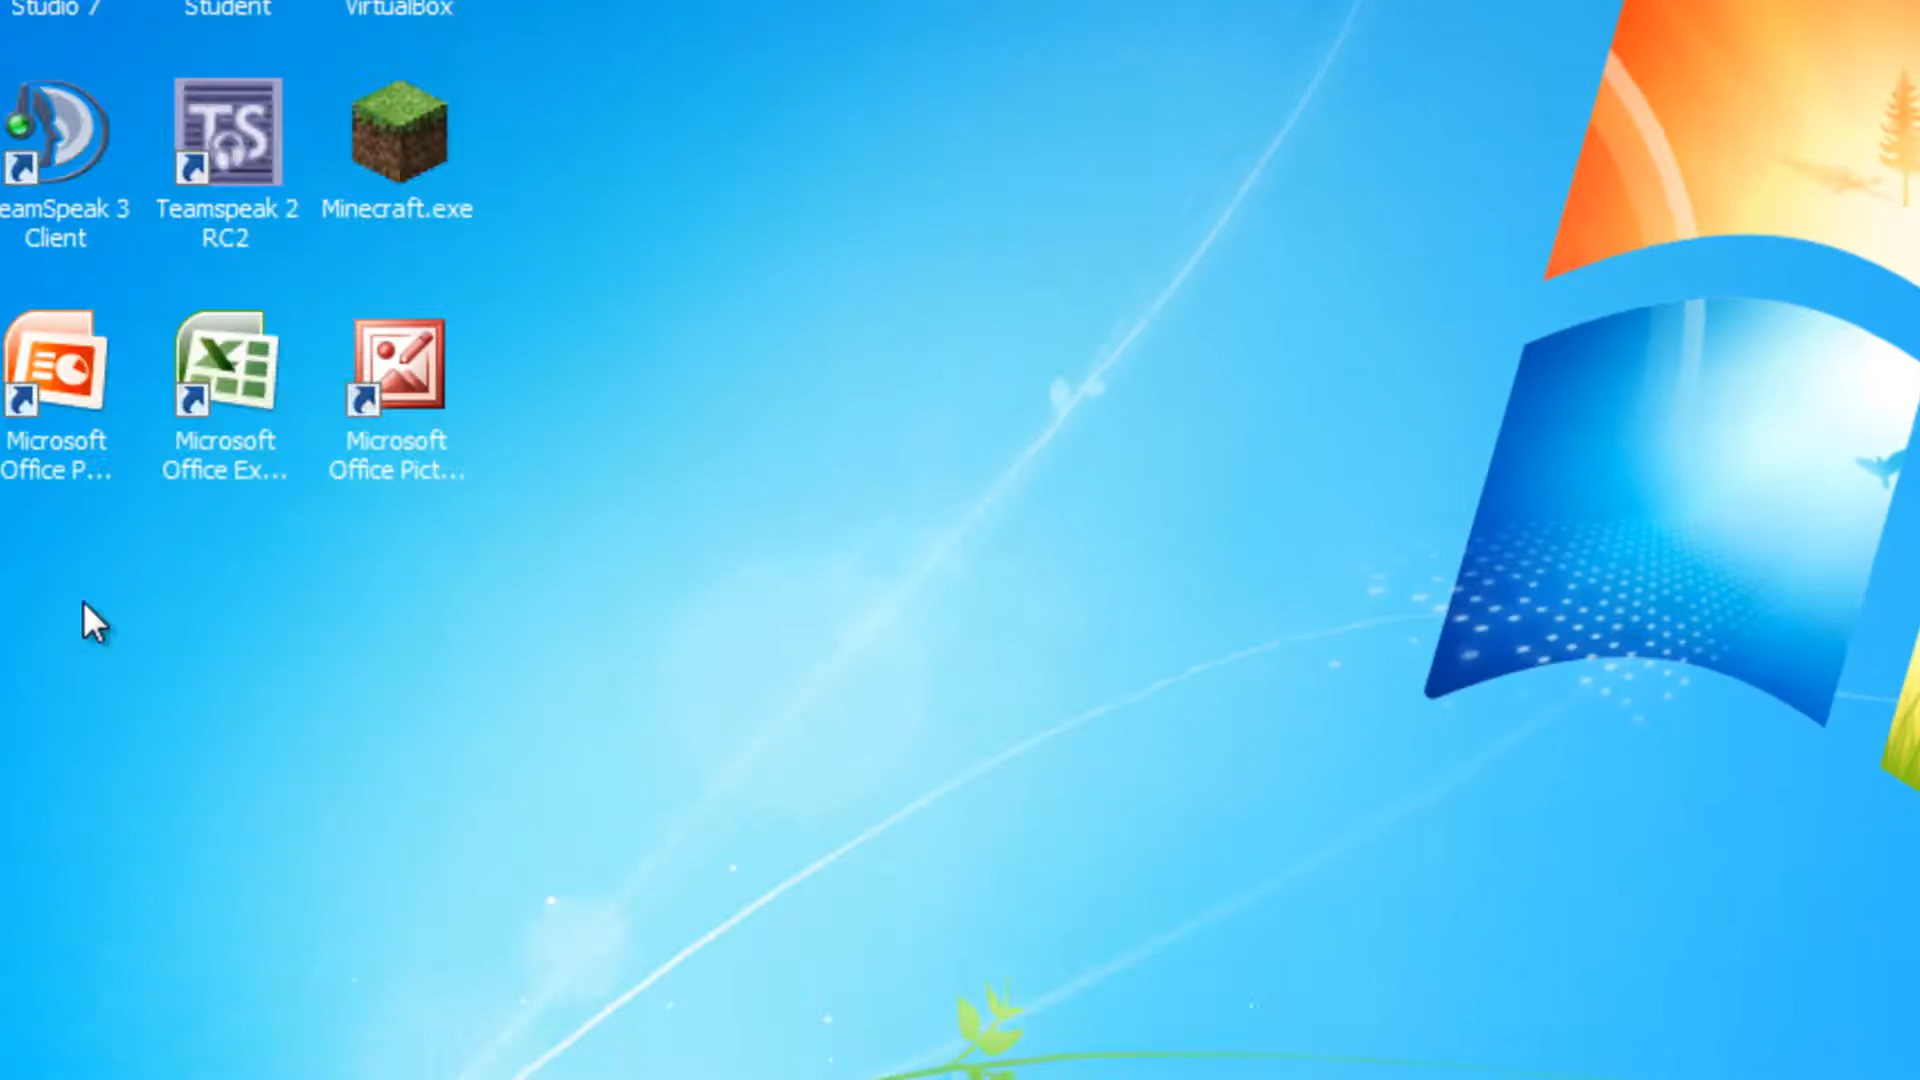 Studio 7
Student
VirtualBox
TS
eamSpeak 3
Client
Teamspeak 2
RC2
Minecraft.exe
Microsoft
Office P...
Microsoft
Office Ex...
Microsoft
Office Pict...